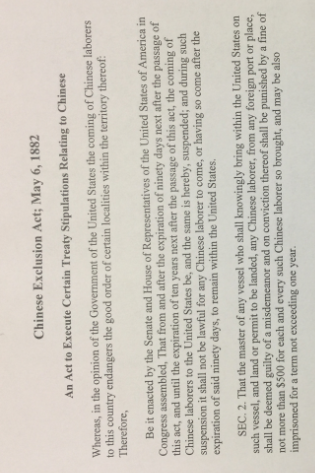 Chinese Exclusion Act; May 6, 1882
An Act to Execute Certain Treaty Stipulations Relating to Chinese
Whereas, in the opinion of the Government of the United States the coming of Chinese laborers
to this country endangers the good order of certain localities within the territory thereof:
Therefore,
Be it enacted by the Senate and House of Representatives of the United States of America in
Congress assembled, That from and after the expiration of ninety days next after the passage of
this act, and until the expiration of ten years next after the passage of this act, the coming of
Chinese laborers to the United States be, and the same is hereby, suspended; and during such
suspension it shall not be lawful for any Chinese laborer to come, or having so come after the
expiration of said ninety days, to remain within the United States.
SEC. 2. That the master of any vessel who shall knowingly bring within the United States on
such vessel, and land or permit to be landed, any Chinese laborer, from any foreign port or place,
shall be deemed guilty of a misdemeanor and on conviction thereof shall be punished by a fine of
not more than $500 for each and every such Chinese laborer so brought, and may be also
imprisoned for a term not exceeding one year.